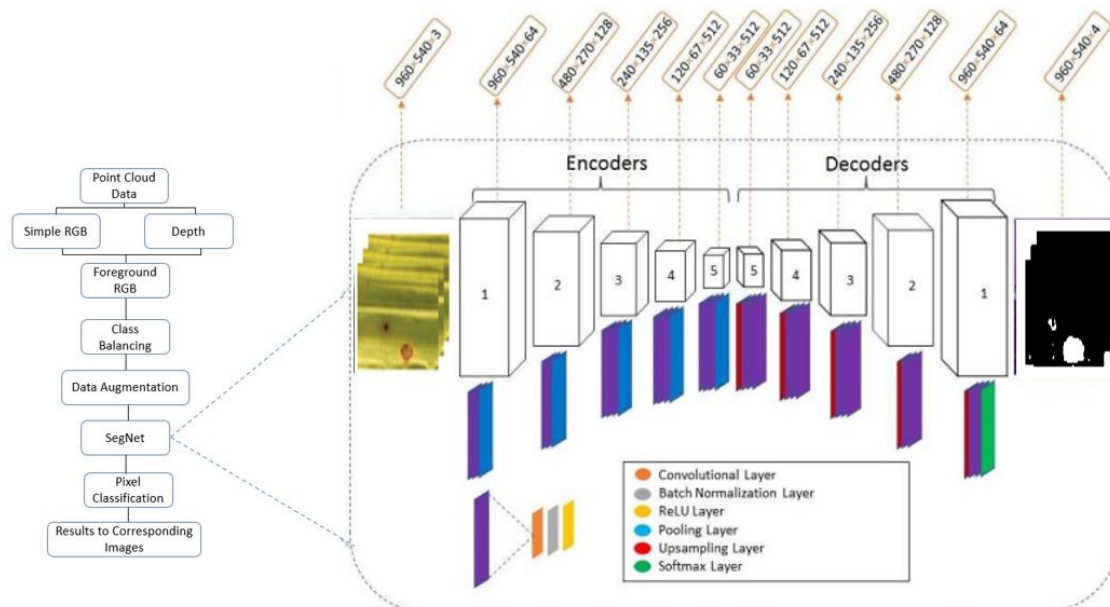 960×540×3
960×540×64
480×270×128
240×135×256
120×67×512
60×33×512
60×33×512
120×67×512
240×135×256
480×270×128
960×540×64
960×540×4
Encoders
Decoders
1
2
3
4
5
5
4
3
2
1
Point Cloud
Data
Simple RGB
Depth
Foreground
RGB
Class
Balancing
Data Augmentation
SegNet
Pixel
Classification
Results to Corresponding
Images
Convolutional Layer
Batch Normalization Layer
ReLU Layer
Pooling Layer
Upsampling Layer
Softmax Layer